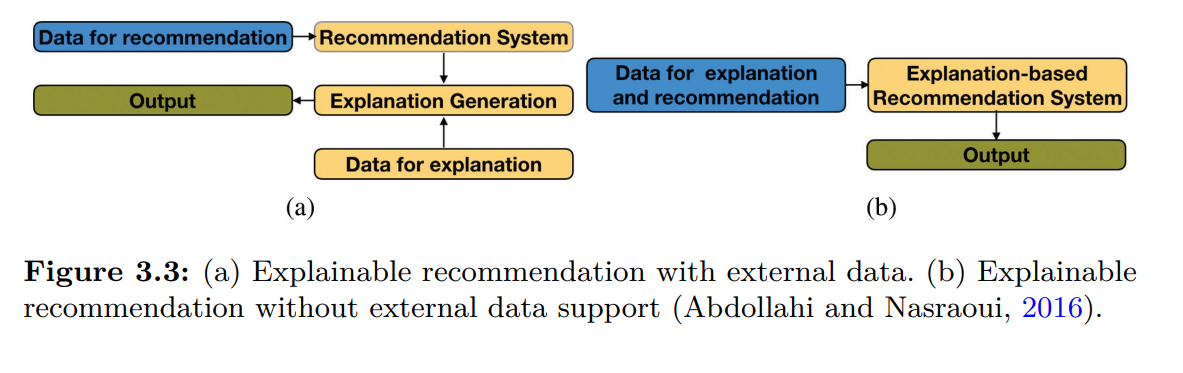 Data for recommendation
Recommendation System
Output
Explanation Generation
Data for explanation
(a)
Data for explanation
and recommendation
Explanation-based
Recommendation System
Output
(b)
Figure 3.3: (a) Explainable recommendation with external data. (b) Explainable
recommendation without external data support (Abdollahi and Nasraoui, 2016).